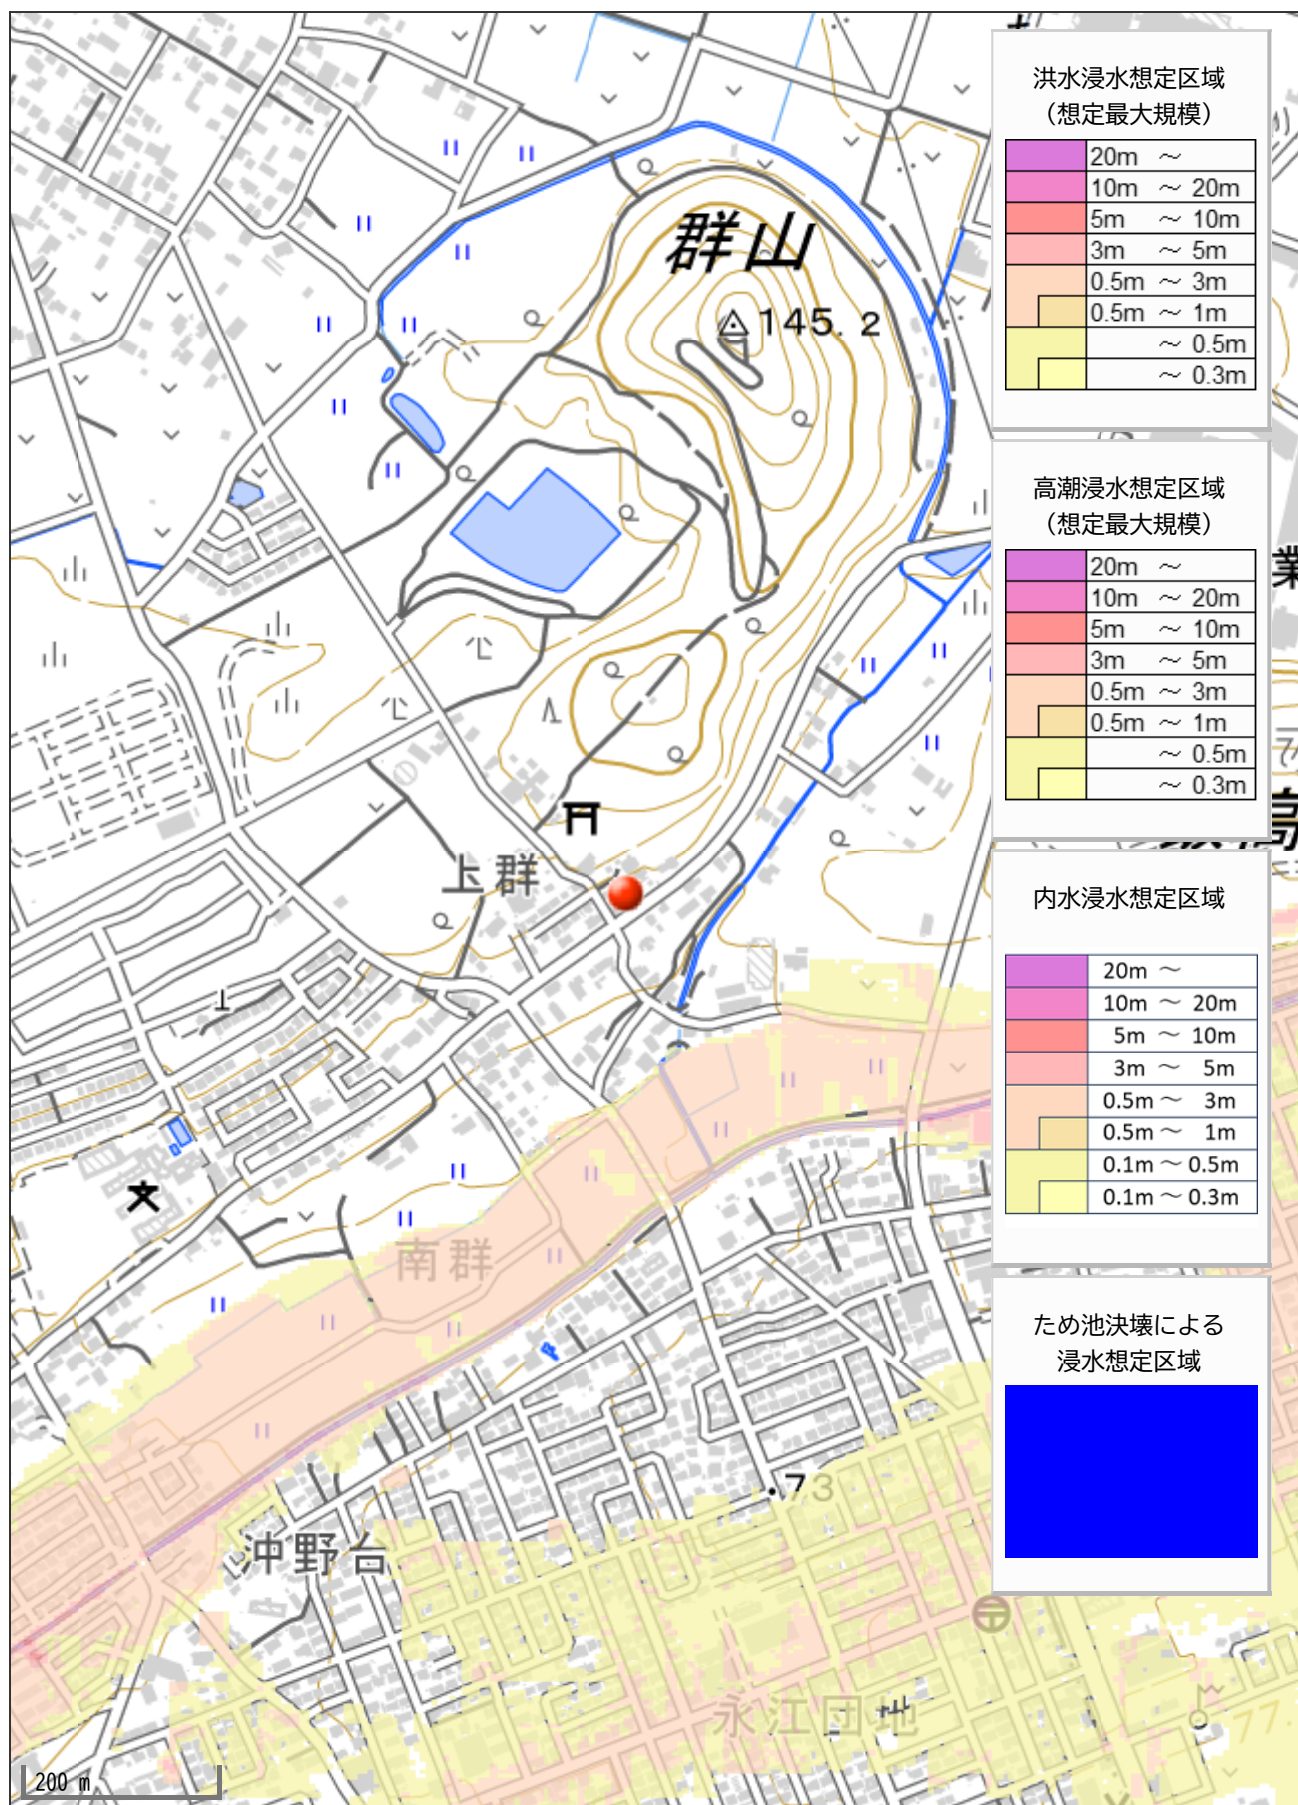 群山
145.2
上群
南群
沖野台
.73
永江団地
77.
業
高
200 m
洪水浸水想定区域
（想定最大規模）
20m ～
10m ～ 20m
5m ～ 10m
3m ～ 5m
0.5m ～ 3m
0.5m ～ 1m
～ 0.5m
～ 0.3m
高潮浸水想定区域
（想定最大規模）
20m ～
10m ～ 20m
5m ～ 10m
3m ～ 5m
0.5m ～ 3m
0.5m ～ 1m
～ 0.5m
～ 0.3m
内水浸水想定区域
20m ～
10m ～ 20m
5m ～ 10m
3m ～ 5m
0.5m ～ 3m
0.5m ～ 1m
0.1m ～ 0.5m
0.1m ～ 0.3m
ため池決壊による
浸水想定区域